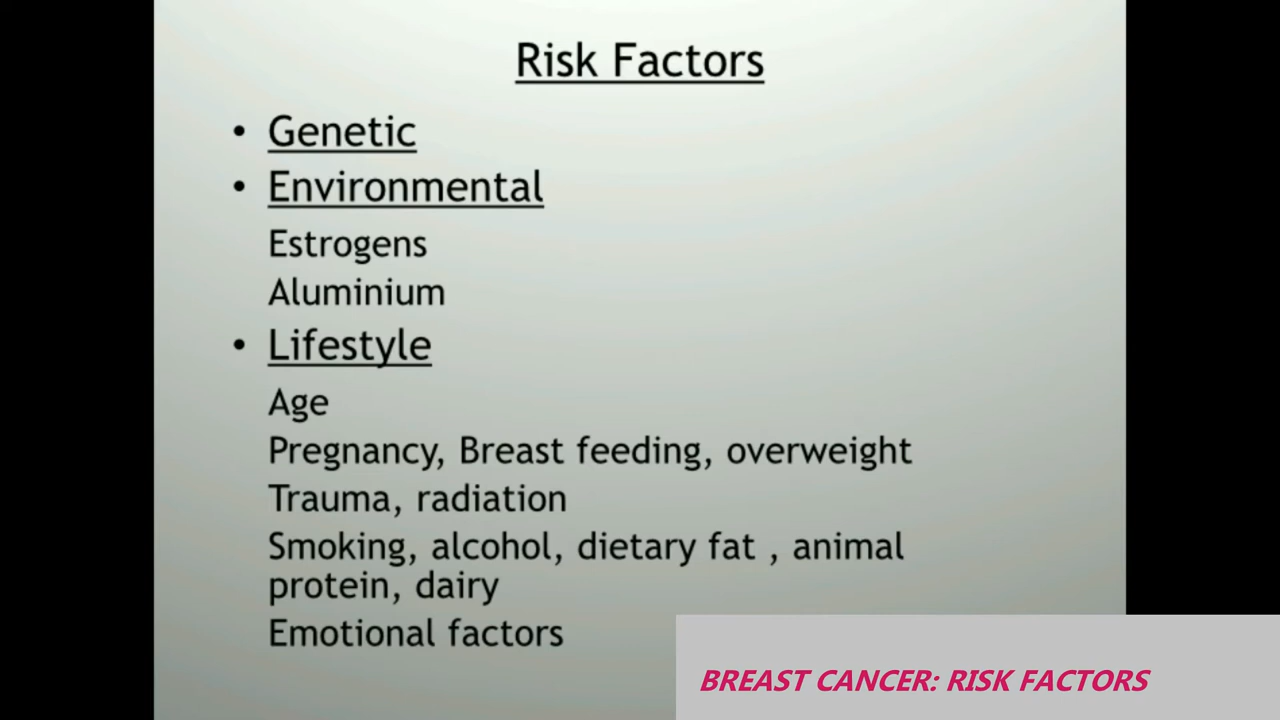 Risk Factors
• Genetic
• Environmental
Estrogens
Aluminium
• Lifestyle
Age
Pregnancy, Breast feeding, overweight
Trauma, radiation
Smoking, alcohol, dietary fat , animal
protein, dairy
Emotional factors
BREAST CANCER: RISK FACTORS